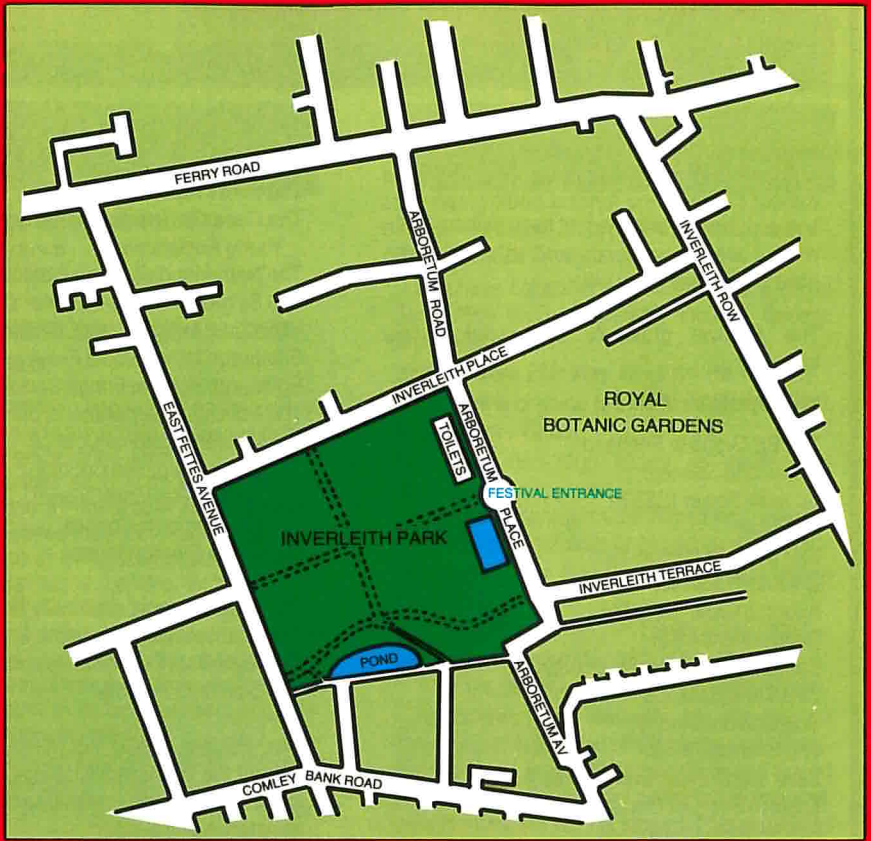 FERRY ROAD
ARBORETUM ROAD
INVERLEITH ROW
INVERLEITH PLACE
EAST FETTES AVENUE
ROYAL
BOTANIC GARDENS
TOILETS
ARBORETUM PLACE
FESTIVAL ENTRANCE
INVERLEITH PARK
INVERLEITH TERRACE
POND
ARBORETUM AV
COMLEY BANK ROAD